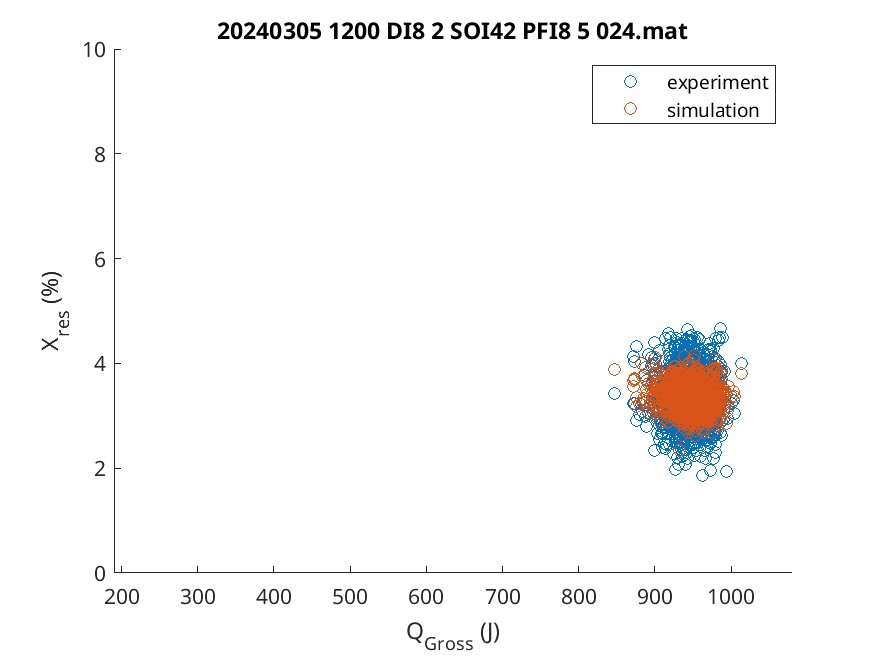 20240305 1200 DI8 2 SOI42 PFI8 5 024.mat
10
experiment
simulation
8
6
X_res (%)
4
2
0
200 300 400 500 600 700 800 900 1000
Q_Gross (J)